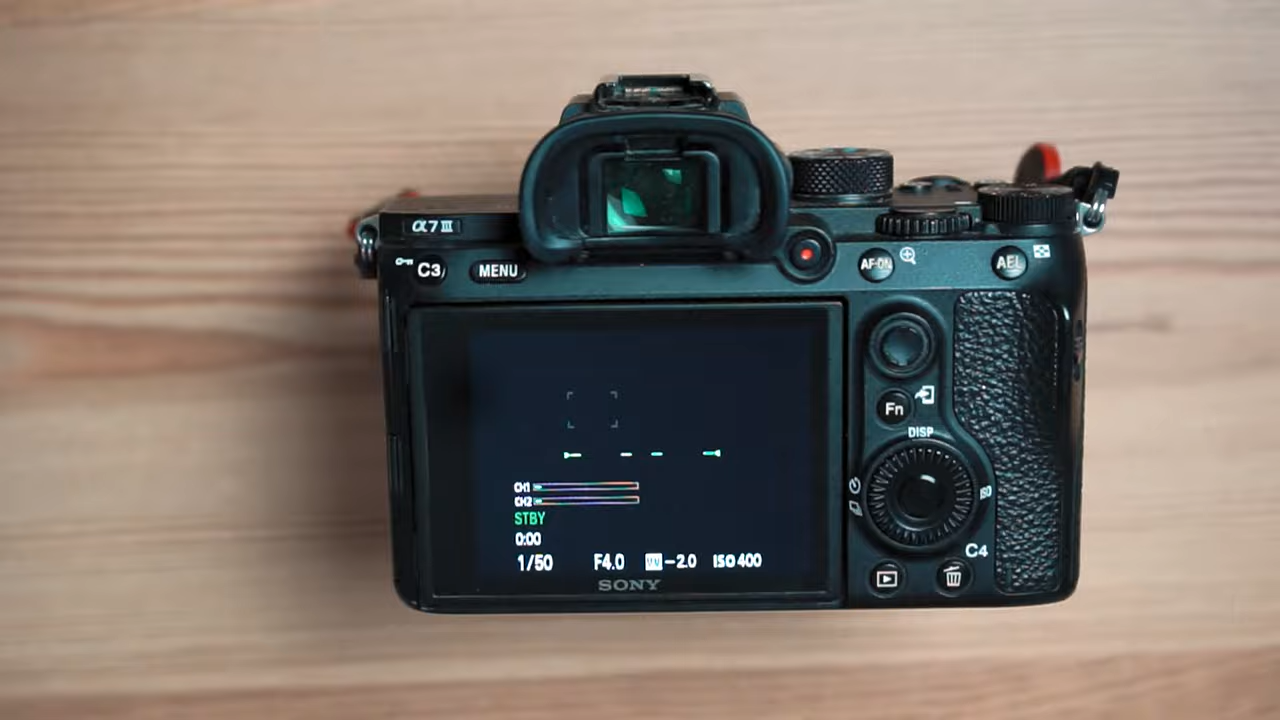 α7III
C3
MENU
AF-ON
AEL
Fn
DISP
ISO
CH1
CH2
STBY
0:00
1/50 F4.0 -2.0 ISO 400
C4
SONY